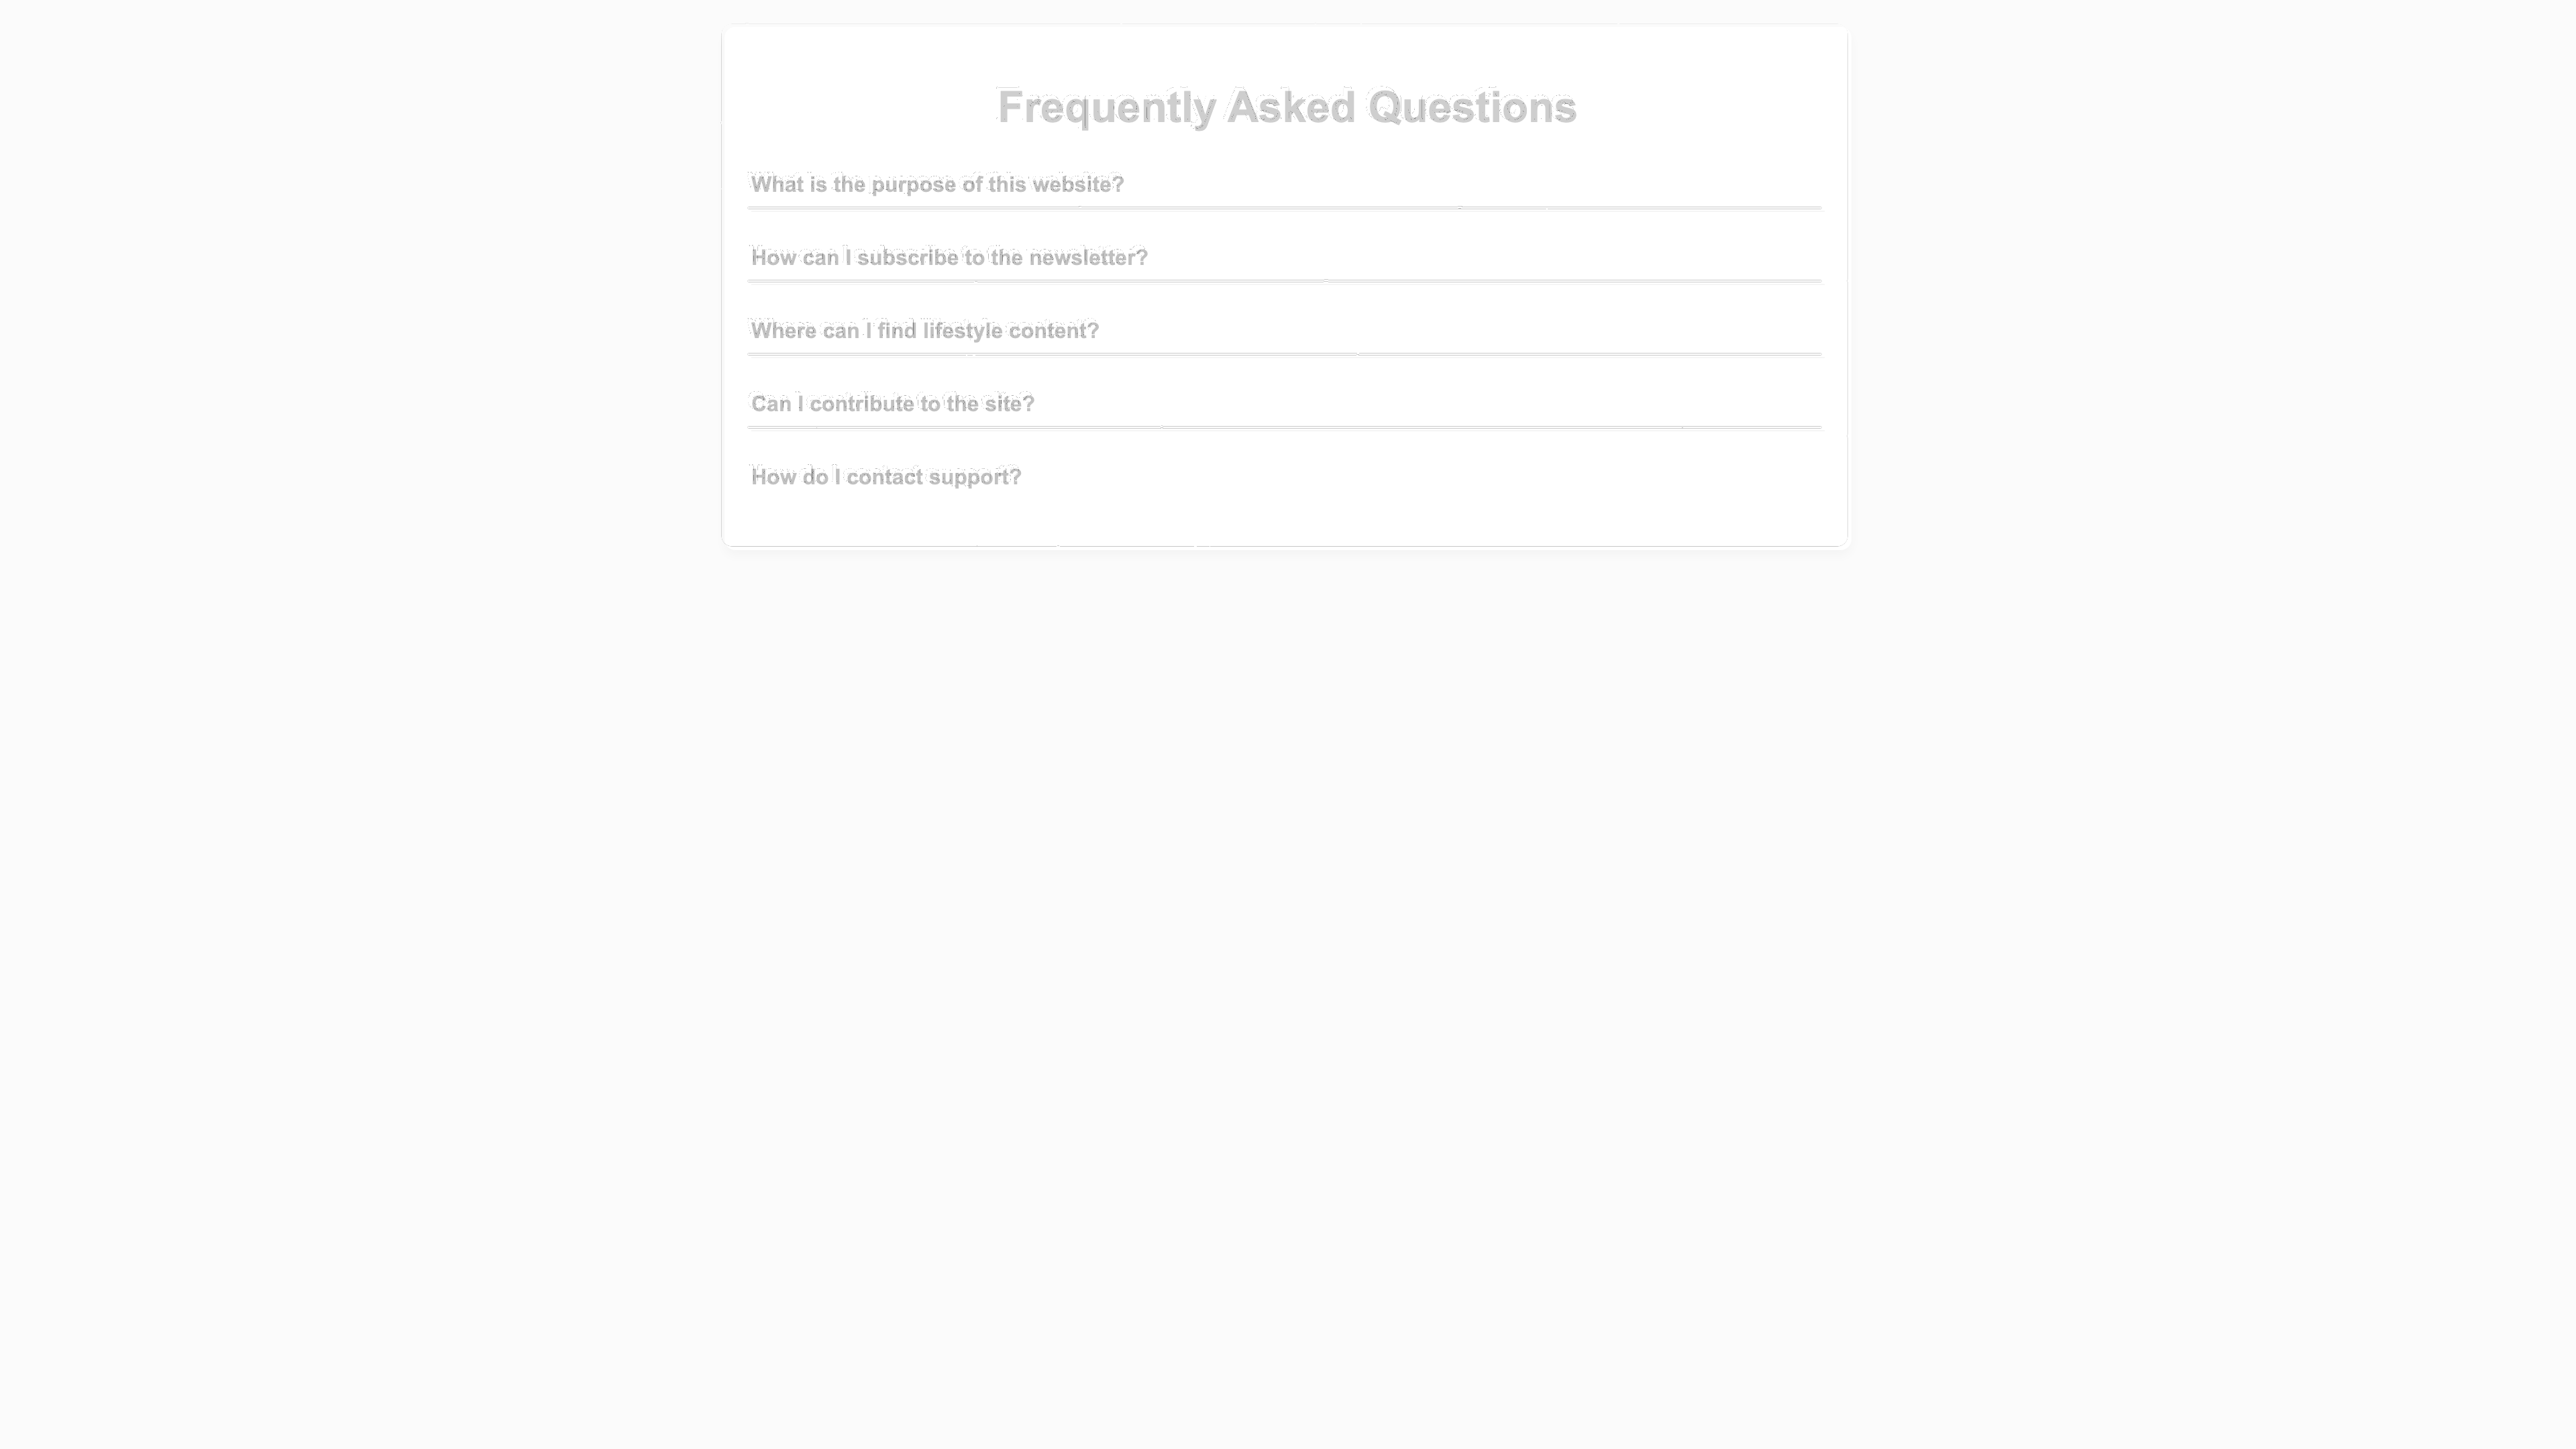 Frequently Asked Questions
What is the purpose of this website?
How can I subscribe to the newsletter?
Where can I find lifestyle content?
Can I contribute to the site?
How do I contact support?